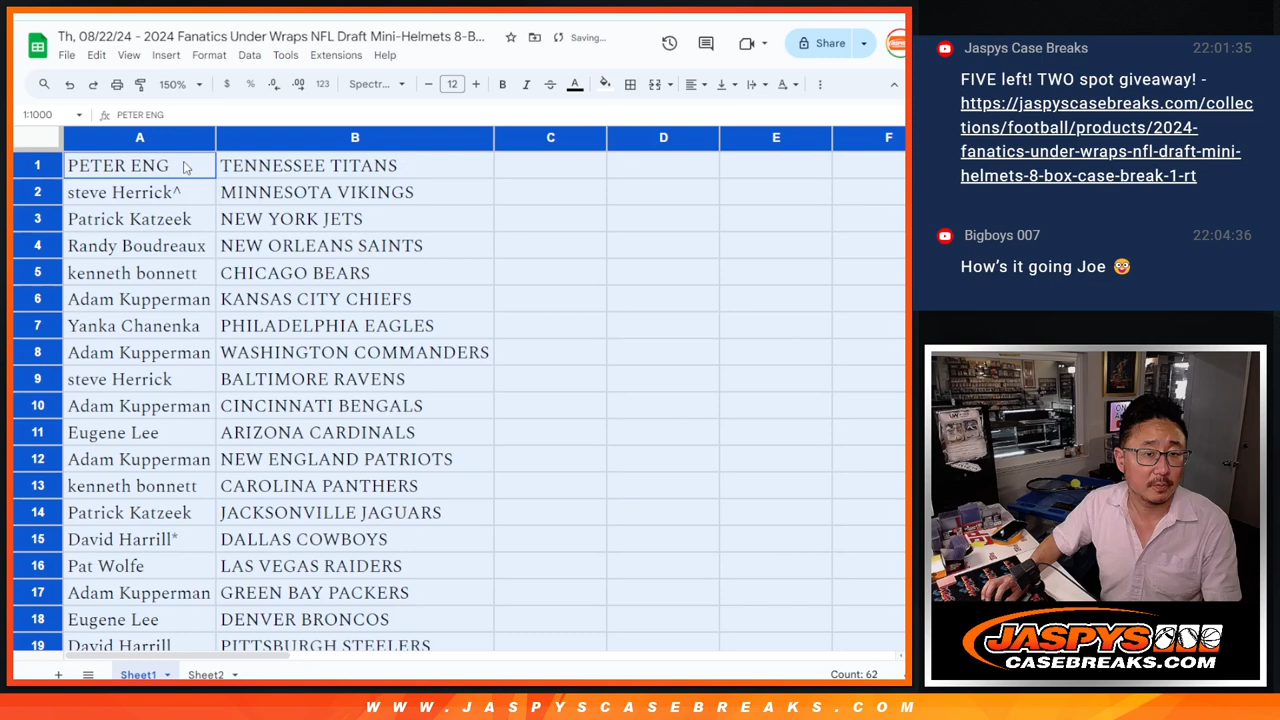 Th, 08/22/24 - 2024 Fanatics Under Wraps NFL Draft Mini-Helmets 8-B...
Saving...
Share
File Edit View Insert Format Data Tools Extensions Help
150% $ % .0 .00 123 Spectr... 12 B I S A
1:1000 PETER ENG
A B C D E F
1 PETER ENG TENNESSEE TITANS
2 steve Herrick^ MINNESOTA VIKINGS
3 Patrick Katzeek NEW YORK JETS
4 Randy Boudreaux NEW ORLEANS SAINTS
5 kenneth bonnett CHICAGO BEARS
6 Adam Kupperman KANSAS CITY CHIEFS
7 Yanka Chanenka PHILADELPHIA EAGLES
8 Adam Kupperman WASHINGTON COMMANDERS
9 steve Herrick BALTIMORE RAVENS
10 Adam Kupperman CINCINNATI BENGALS
11 Eugene Lee ARIZONA CARDINALS
12 Adam Kupperman NEW ENGLAND PATRIOTS
13 kenneth bonnett CAROLINA PANTHERS
14 Patrick Katzeek JACKSONVILLE JAGUARS
15 David Harrill* DALLAS COWBOYS
16 Pat Wolfe LAS VEGAS RAIDERS
17 Adam Kupperman GREEN BAY PACKERS
18 Eugene Lee DENVER BRONCOS
19 David Harrill PITTSBURGH STEELERS
Sheet1 Sheet2 Count: 62
Jaspys Case Breaks 22:01:35
FIVE left! TWO spot giveaway! -
https://jaspyscasebreaks.com/collec
tions/football/products/2024-
fanatics-under-wraps-nfl-draft-mini-
helmets-8-box-case-break-1-rt
Bigboys 007 22:04:36
How's it going Joe
JASPYS
CASEBREAKS.COM
WWW.JASPYSCASEBREAKS.COM